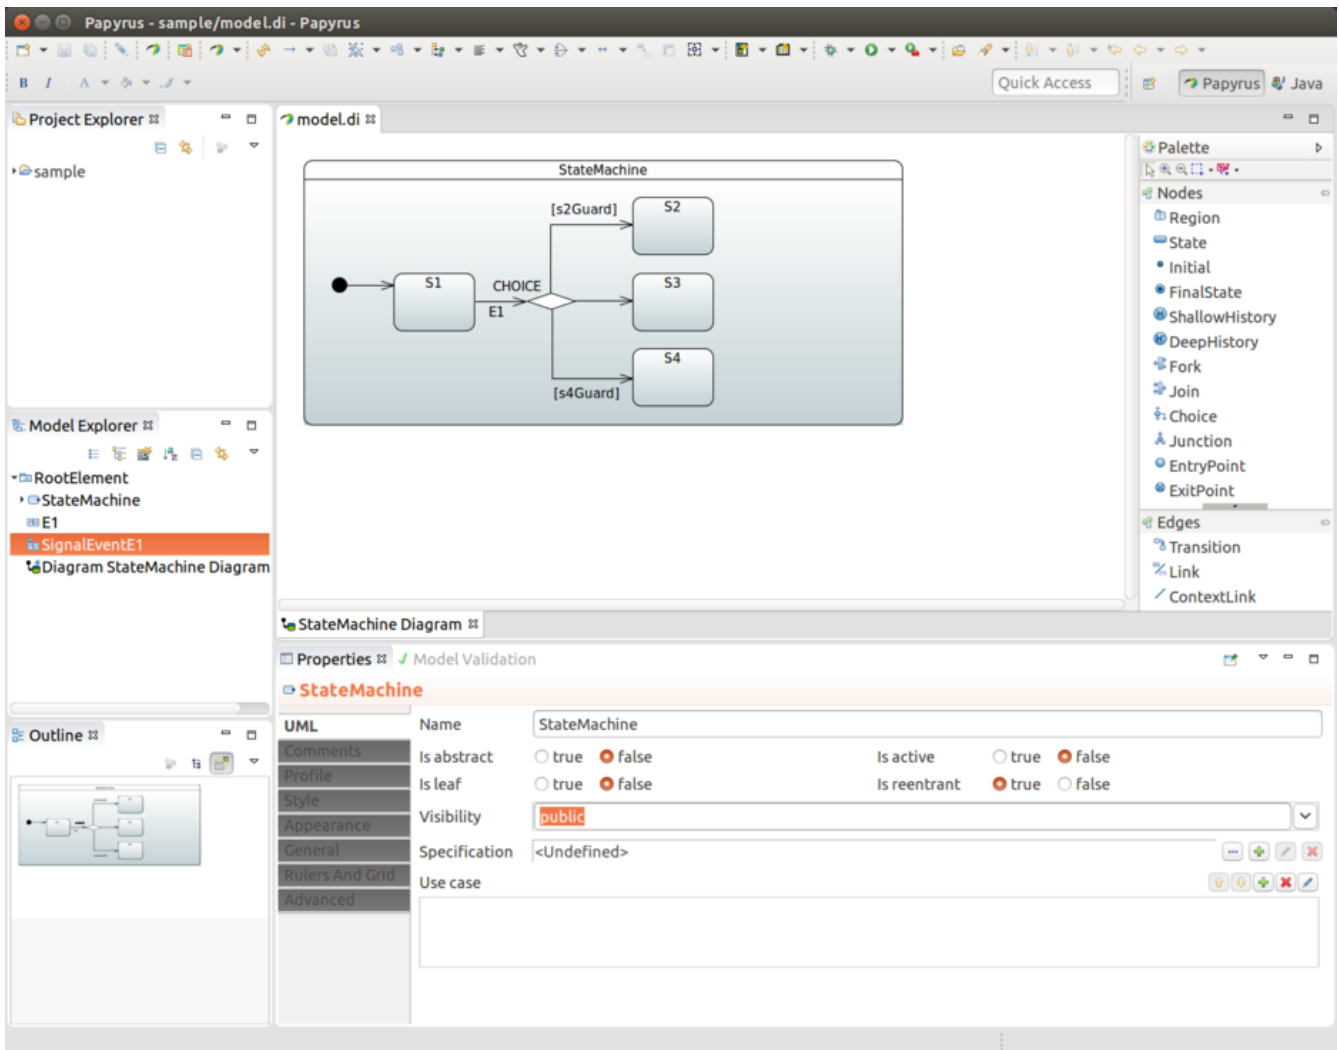 Papyrus - sample/model.di - Papyrus
B I A
Quick Access
Papyrus
Java
Project Explorer
sample
model.di
StateMachine
[s2Guard]
S2
S1
CHOICE
E1
S3
S4
[s4Guard]
Palette
Nodes
Region
State
Initial
FinalState
ShallowHistory
DeepHistory
Fork
Join
Choice
Junction
EntryPoint
ExitPoint
Edges
Transition
Link
ContextLink
Model Explorer
RootElement
StateMachine
E1
SignalEventE1
Diagram StateMachine Diagram
StateMachine Diagram
Outline
Properties
Model Validation
StateMachine
UML
Comments
Profile
Style
Appearance
General
Rulers And Grid
Advanced
Name StateMachine
Is abstract true false Is active true false
Is leaf true false Is reentrant true false
Visibility public
Specification <Undefined>
Use case